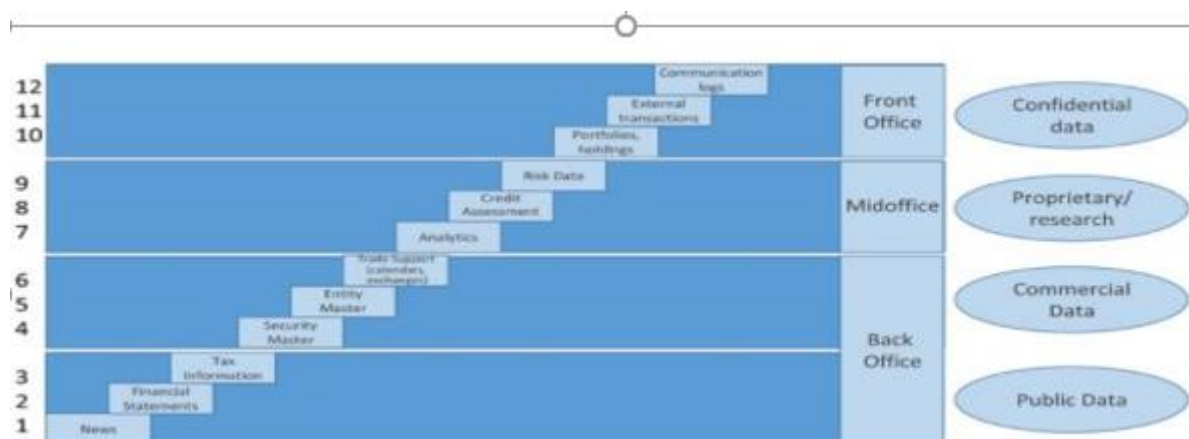 12
11
10
9
8
7
6
5
4
3
2
1
Communication
logs
External
transactions
Portfolios,
holdings
Risk Date
Credit
Assessment
Analytics
Trade Support
(calendars,
exchanges)
Entity
Master
Security
Master
Tax
Information
Financial
Statements
News
Front
Office
Midoffice
Back
Office
Confidential
data
Proprietary/
research
Commercial
Data
Public Data